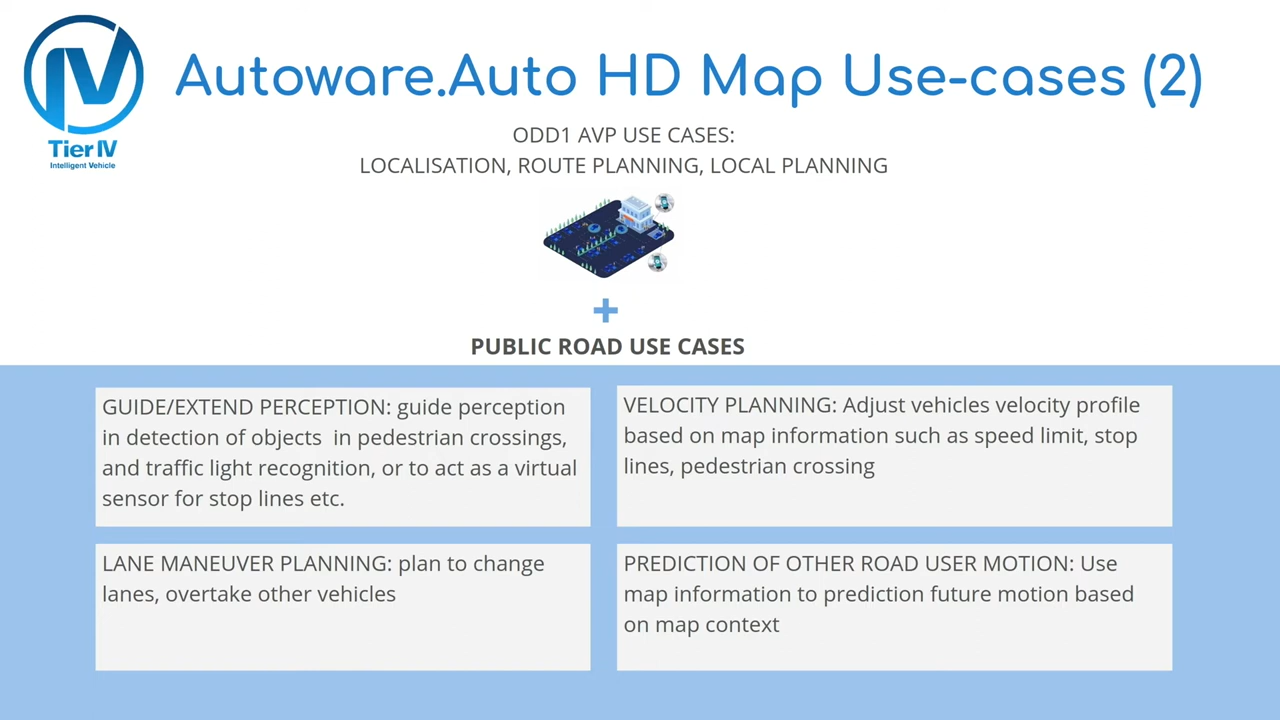 Autoware.Auto HD Map Use-cases (2)
IV
Tier IV
Intelligent Vehicle
ODD1 AVP USE CASES:
LOCALISATION, ROUTE PLANNING, LOCAL PLANNING
+
PUBLIC ROAD USE CASES
GUIDE/EXTEND PERCEPTION: guide perception
in detection of objects in pedestrian crossings,
and traffic light recognition, or to act as a virtual
sensor for stop lines etc.
VELOCITY PLANNING: Adjust vehicles velocity profile
based on map information such as speed limit, stop
lines, pedestrian crossing
LANE MANEUVER PLANNING: plan to change
lanes, overtake other vehicles
PREDICTION OF OTHER ROAD USER MOTION: Use
map information to prediction future motion based
on map context